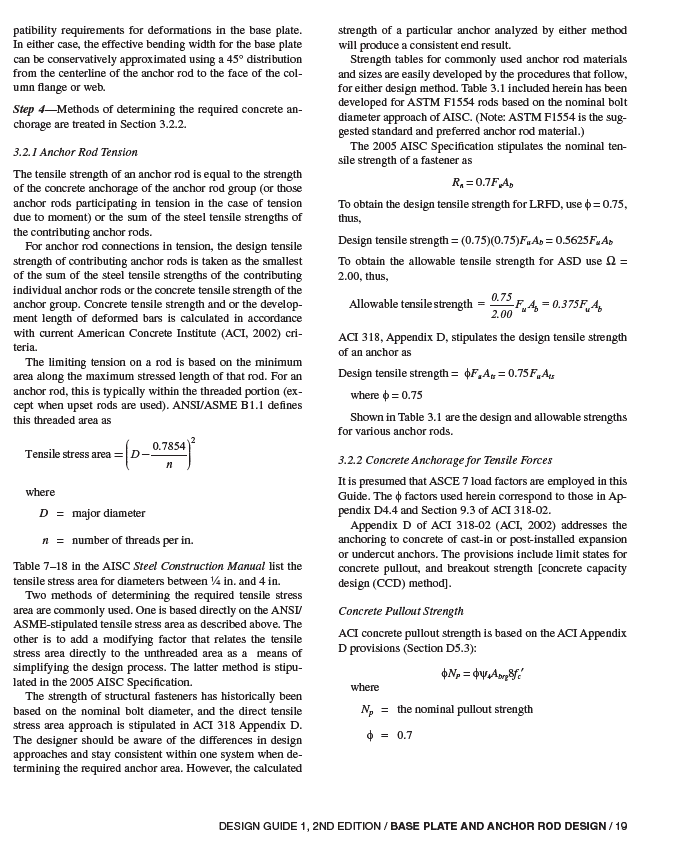 patibility requirements for deformations in the base plate.
In either case, the effective bending width for the base plate
can be conservatively approximated using a 45° distribution
from the centerline of the anchor rod to the face of the col-
umn flange or web.
Step 4—Methods of determining the required concrete an-
chorage are treated in Section 3.2.2.
3.2.1 Anchor Rod Tension
The tensile strength of an anchor rod is equal to the strength
of the concrete anchorage of the anchor rod group (or those
anchor rods participating in tension in the case of tension
due to moment) or the sum of the steel tensile strengths of
the contributing anchor rods.
For anchor rod connections in tension, the design tensile
strength of contributing anchor rods is taken as the smallest
of the sum of the steel tensile strengths of the contributing
individual anchor rods or the concrete tensile strength of the
anchor group. Concrete tensile strength and or the develop-
ment length of deformed bars is calculated in accordance
with current American Concrete Institute (ACI, 2002) cri-
teria.
The limiting tension on a rod is based on the minimum
area along the maximum stressed length of that rod. For an
anchor rod, this is typically within the threaded portion (ex-
cept when upset rods are used). ANSI/ASME B1.1 defines
this threaded area as
Tensile stress area = (D − 0.7854/n)²
where
D = major diameter
n = number of threads per in.
Table 7–18 in the AISC Steel Construction Manual list the
tensile stress area for diameters between ¼ in. and 4 in.
Two methods of determining the required tensile stress
area are commonly used. One is based directly on the ANSI/
ASME-stipulated tensile stress area as described above. The
other is to add a modifying factor that relates the tensile
stress area directly to the unthreaded area as a means of
simplifying the design process. The latter method is stipu-
lated in the 2005 AISC Specification.
The strength of structural fasteners has historically been
based on the nominal bolt diameter, and the direct tensile
stress area approach is stipulated in ACI 318 Appendix D.
The designer should be aware of the differences in design
approaches and stay consistent within one system when de-
termining the required anchor area. However, the calculated
strength of a particular anchor analyzed by either method
will produce a consistent end result.
Strength tables for commonly used anchor rod materials
and sizes are easily developed by the procedures that follow,
for either design method. Table 3.1 included herein has been
developed for ASTM F1554 rods based on the nominal bolt
diameter approach of AISC. (Note: ASTM F1554 is the sug-
gested standard and preferred anchor rod material.)
The 2005 AISC Specification stipulates the nominal ten-
sile strength of a fastener as
Rn = 0.7FuAb
To obtain the design tensile strength for LRFD, use ϕ = 0.75,
thus,
Design tensile strength = (0.75)(0.75)FuAb = 0.5625FuAb
To obtain the allowable tensile strength for ASD use Ω =
2.00, thus,
Allowable tensile strength = 0.75/2.00 FuAb = 0.375FuAb
ACI 318, Appendix D, stipulates the design tensile strength
of an anchor as
Design tensile strength = ϕFuAts = 0.75FuAts
where ϕ = 0.75
Shown in Table 3.1 are the design and allowable strengths
for various anchor rods.
3.2.2 Concrete Anchorage for Tensile Forces
It is presumed that ASCE 7 load factors are employed in this
Guide. The ϕ factors used herein correspond to those in Ap-
pendix D4.4 and Section 9.3 of ACI 318-02.
Appendix D of ACI 318-02 (ACI, 2002) addresses the
anchoring to concrete of cast-in or post-installed expansion
or undercut anchors. The provisions include limit states for
concrete pullout, and breakout strength [concrete capacity
design (CCD) method].
Concrete Pullout Strength
ACI concrete pullout strength is based on the ACI Appendix
D provisions (Section D5.3):
ϕNp = ϕψ4Abrg8fc′
where
Np = the nominal pullout strength
ϕ = 0.7
DESIGN GUIDE 1, 2ND EDITION / BASE PLATE AND ANCHOR ROD DESIGN / 19